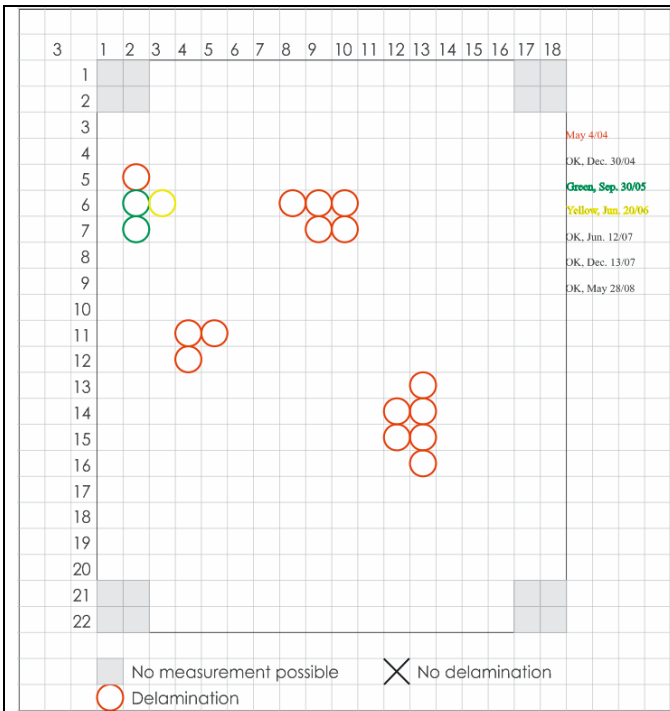 3 1 2 3 4 5 6 7 8 9 10 11 12 13 14 15 16 17 18
1
2
3
May 4/04
4
OK, Dec. 30/04
5
Green, Sep. 30/05
6
Yellow, Jun. 20/06
7
OK, Jun. 12/07
8
OK, Dec. 13/07
9
OK, May 28/08
10
11
12
13
14
15
16
17
18
19
20
21
22
No measurement possible
No delamination
Delamination